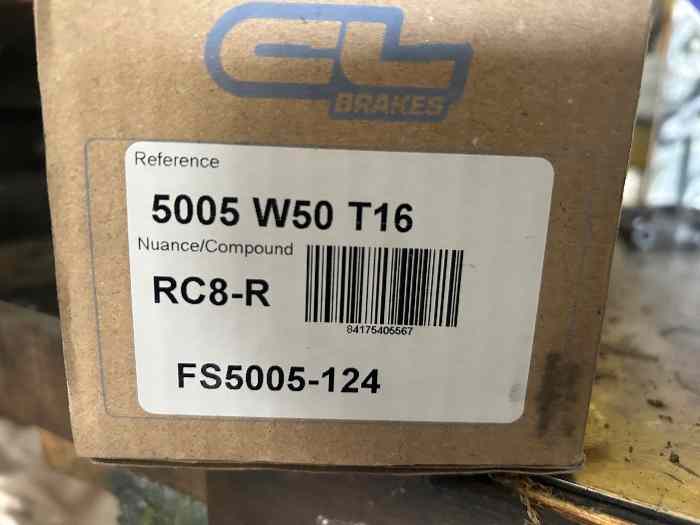 CL
BRAKES
Reference
5005 W50 T16
Nuance/Compound
RC8-R
84175405567
FS5005-124